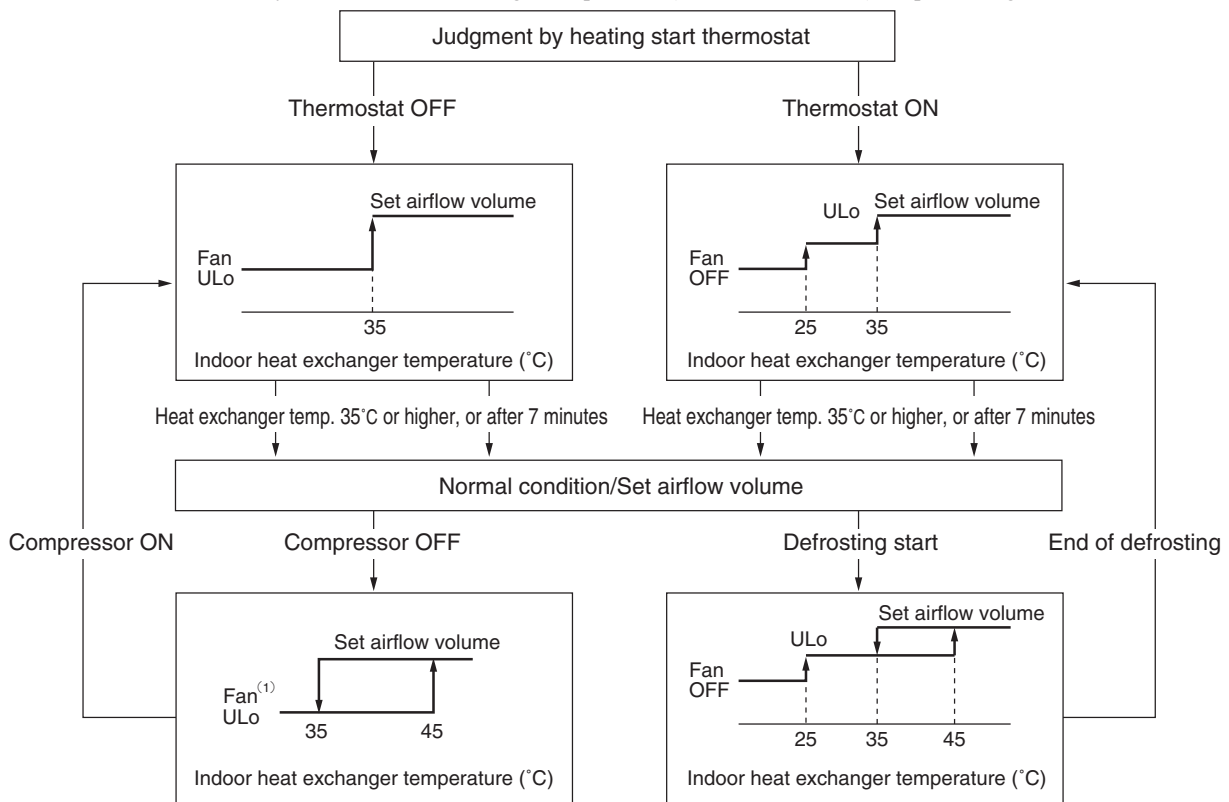 Judgment by heating start thermostat
Thermostat OFF
Thermostat ON
Set airflow volume
Fan
ULo
35
Indoor heat exchanger temperature (˚C)
ULo Set airflow volume
Fan
OFF
25 35
Indoor heat exchanger temperature (˚C)
Heat exchanger temp. 35˚C or higher, or after 7 minutes
Heat exchanger temp. 35˚C or higher, or after 7 minutes
Normal condition/Set airflow volume
Compressor ON
Compressor OFF
Defrosting start
End of defrosting
Set airflow volume
Fan(1)
ULo
35 45
Indoor heat exchanger temperature (˚C)
Set airflow volume
ULo
Fan
OFF
25 35 45
Indoor heat exchanger temperature (˚C)